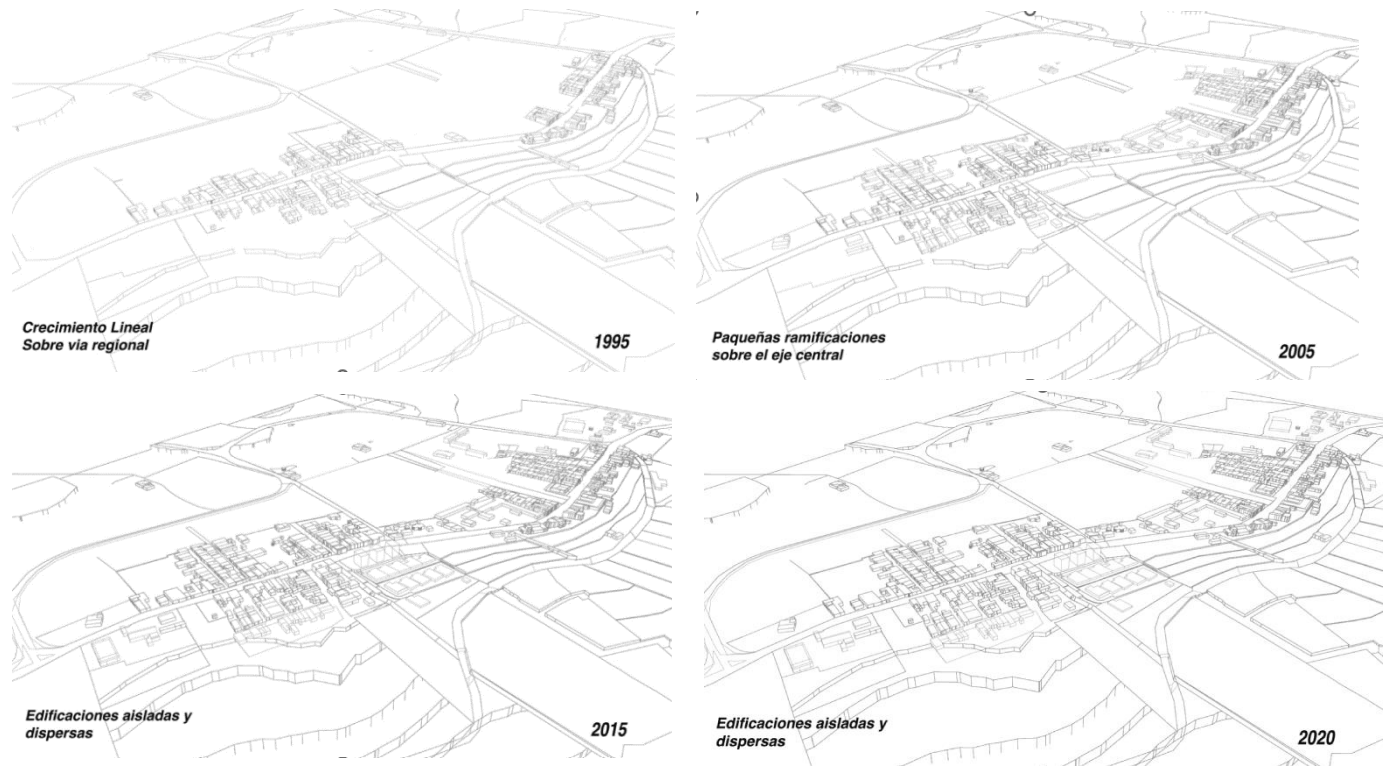 Crecimiento Lineal
Sobre via regional
1995
Paqueñas ramificaciones
sobre el eje central
2005
Edificaciones aisladas y
dispersas
2015
Edificaciones aisladas y
dispersas
2020